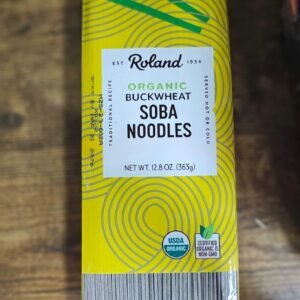 EST Roland 1934
ORGANIC
BUCKWHEAT
SOBA
NOODLES
TRADITIONAL RECIPE
SERVED HOT OR COLD
NET WT. 12.8 OZ. (363g)
USDA
ORGANIC
CERTIFIED
ORGANIC IS
NON-GMO